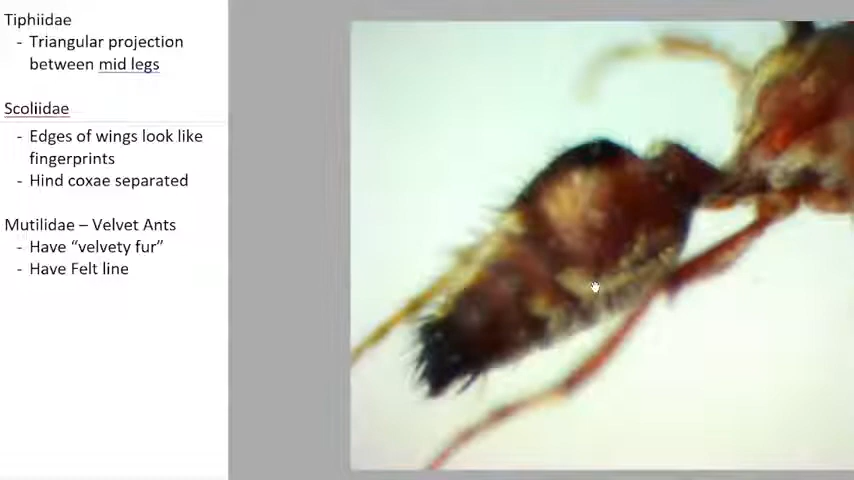 Tiphiidae
- Triangular projection
between mid legs
Scoliidae
- Edges of wings look like
fingerprints
- Hind coxae separated
Mutilidae – Velvet Ants
- Have “velvety fur”
- Have Felt line